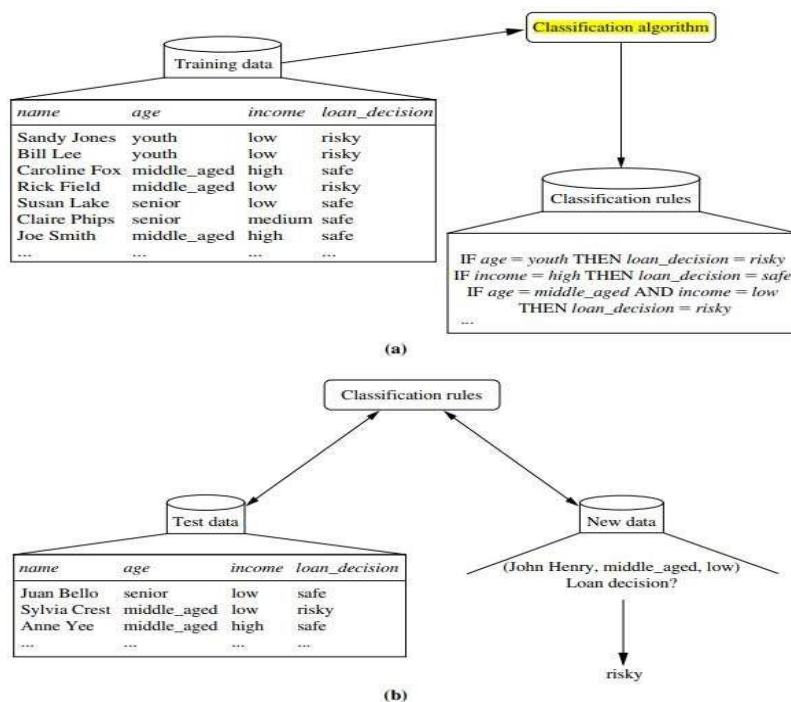 Classification algorithm
Training data
name age income loan_decision
Sandy Jones youth low risky
Bill Lee youth low risky
Caroline Fox middle_aged high safe
Rick Field middle_aged low risky
Susan Lake senior low safe
Claire Phips senior medium safe
Joe Smith middle_aged high safe
... ... ... ...
Classification rules
IF age = youth THEN loan_decision = risky
IF income = high THEN loan_decision = safe
IF age = middle_aged AND income = low
THEN loan_decision = risky
...
(a)
Classification rules
Test data
name age income loan_decision
Juan Bello senior low safe
Sylvia Crest middle_aged low risky
Anne Yee middle_aged high safe
... ... ... ...
New data
(John Henry, middle_aged, low)
Loan decision?
risky
(b)